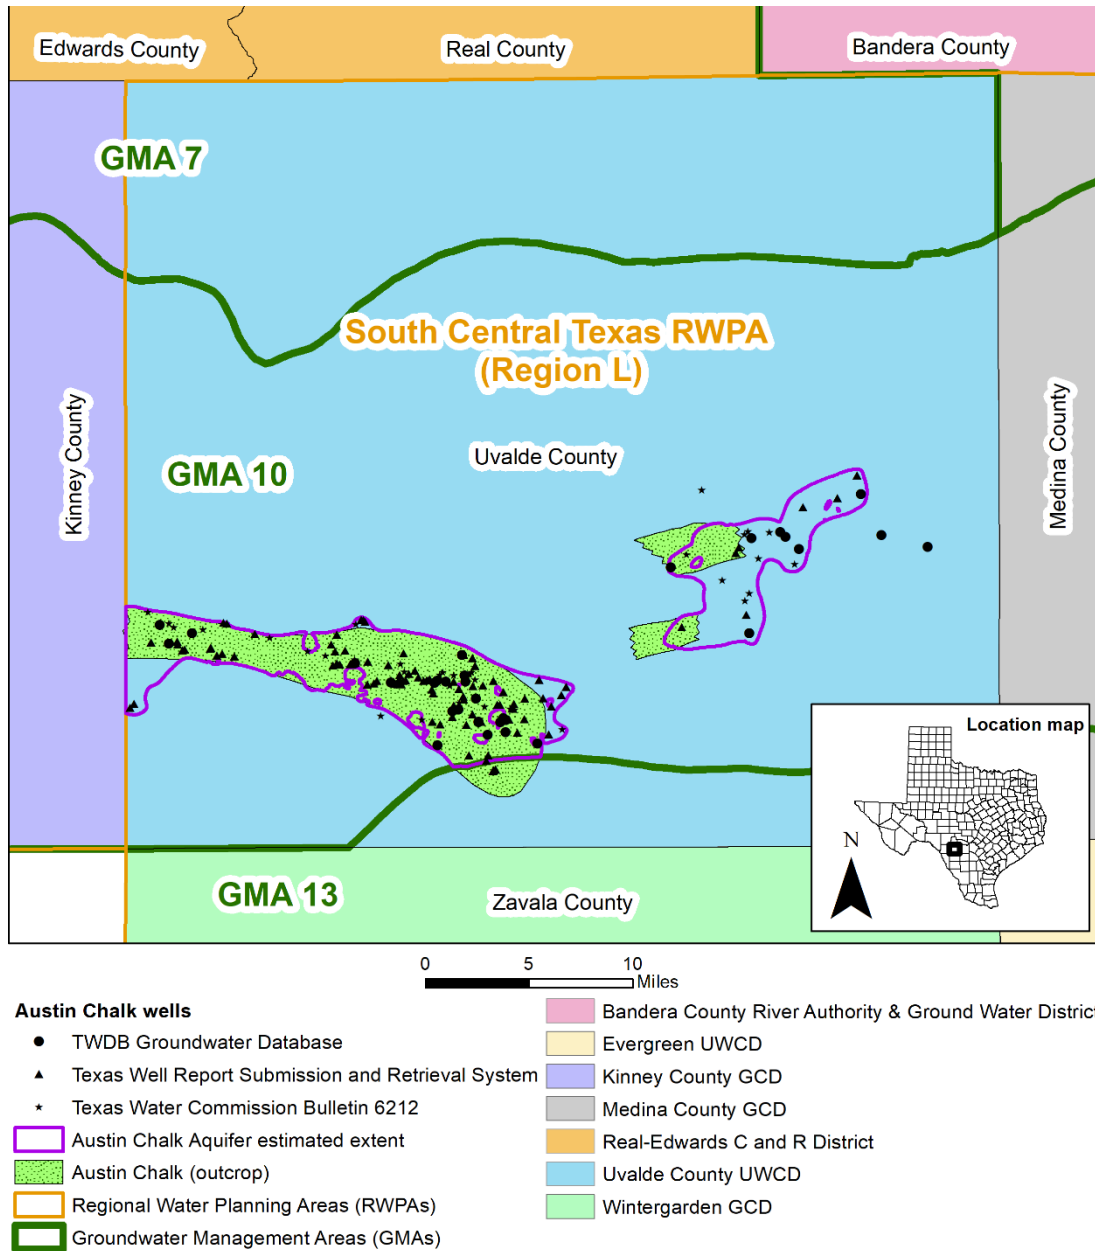 Edwards County
Real County
Bandera County
GMA 7
South Central Texas RWPA
(Region L)
Kinney County
Uvalde County
Medina County
GMA 10
Location map
N
GMA 13
Zavala County
0 5 10
Miles
Austin Chalk wells
TWDB Groundwater Database
Texas Well Report Submission and Retrieval System
Texas Water Commission Bulletin 6212
Austin Chalk Aquifer estimated extent
Austin Chalk (outcrop)
Regional Water Planning Areas (RWPAs)
Groundwater Management Areas (GMAs)
Bandera County River Authority & Ground Water District
Evergreen UWCD
Kinney County GCD
Medina County GCD
Real-Edwards C and R District
Uvalde County UWCD
Wintergarden GCD